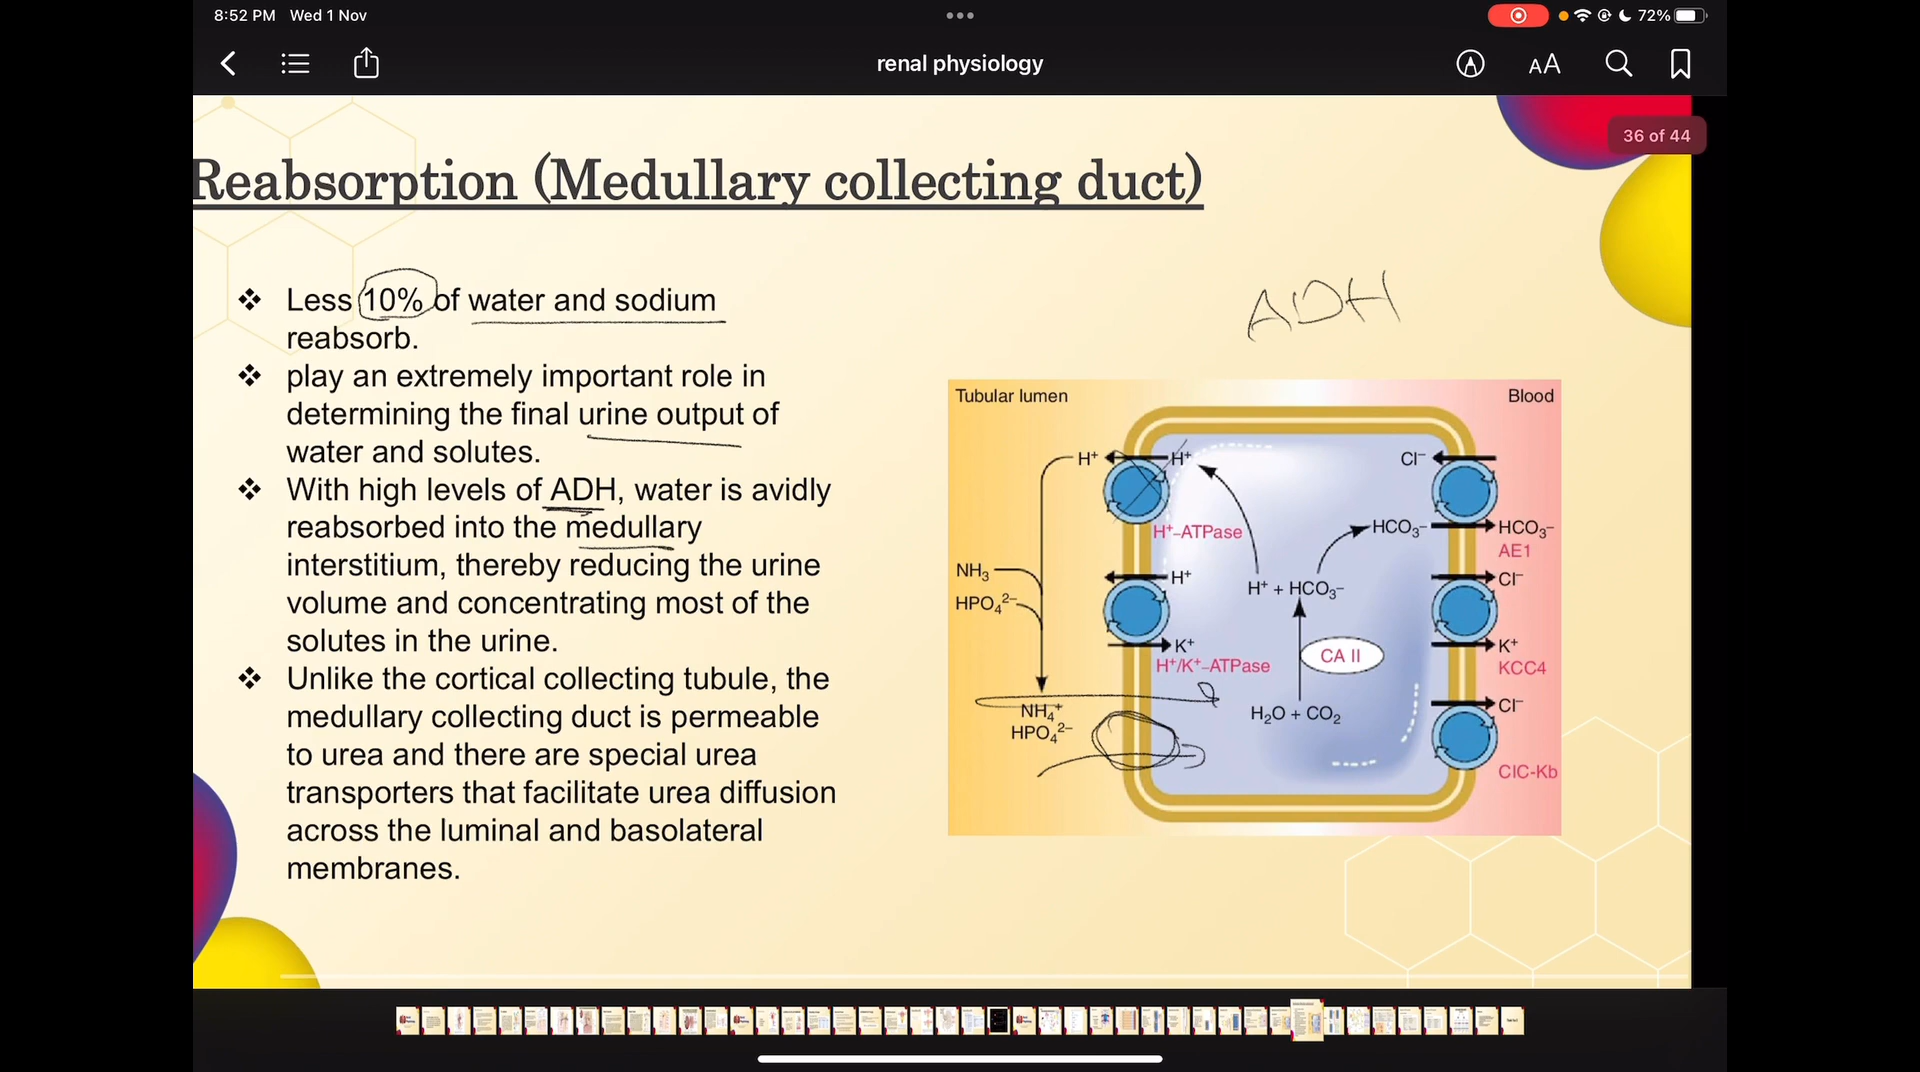 8:52 PM Wed 1 Nov
72%
renal physiology
AA
36 of 44
Reabsorption (Medullary collecting duct)
❖ Less 10% of water and sodium
reabsorb.
❖ play an extremely important role in
determining the final urine output of
water and solutes.
❖ With high levels of ADH, water is avidly
reabsorbed into the medullary
interstitium, thereby reducing the urine
volume and concentrating most of the
solutes in the urine.
❖ Unlike the cortical collecting tubule, the
medullary collecting duct is permeable
to urea and there are special urea
transporters that facilitate urea diffusion
across the luminal and basolateral
membranes.
ADH
Tubular lumen Blood
H⁺ H⁺ Cl⁻
H⁺–ATPase HCO₃⁻ HCO₃⁻
AE1
NH₃ H⁺ H⁺ + HCO₃⁻ Cl⁻
HPO₄²⁻
K⁺ K⁺
H⁺/K⁺–ATPase CA II KCC4
NH₄⁺ H₂O + CO₂ Cl⁻
HPO₄²⁻
ClC-Kb